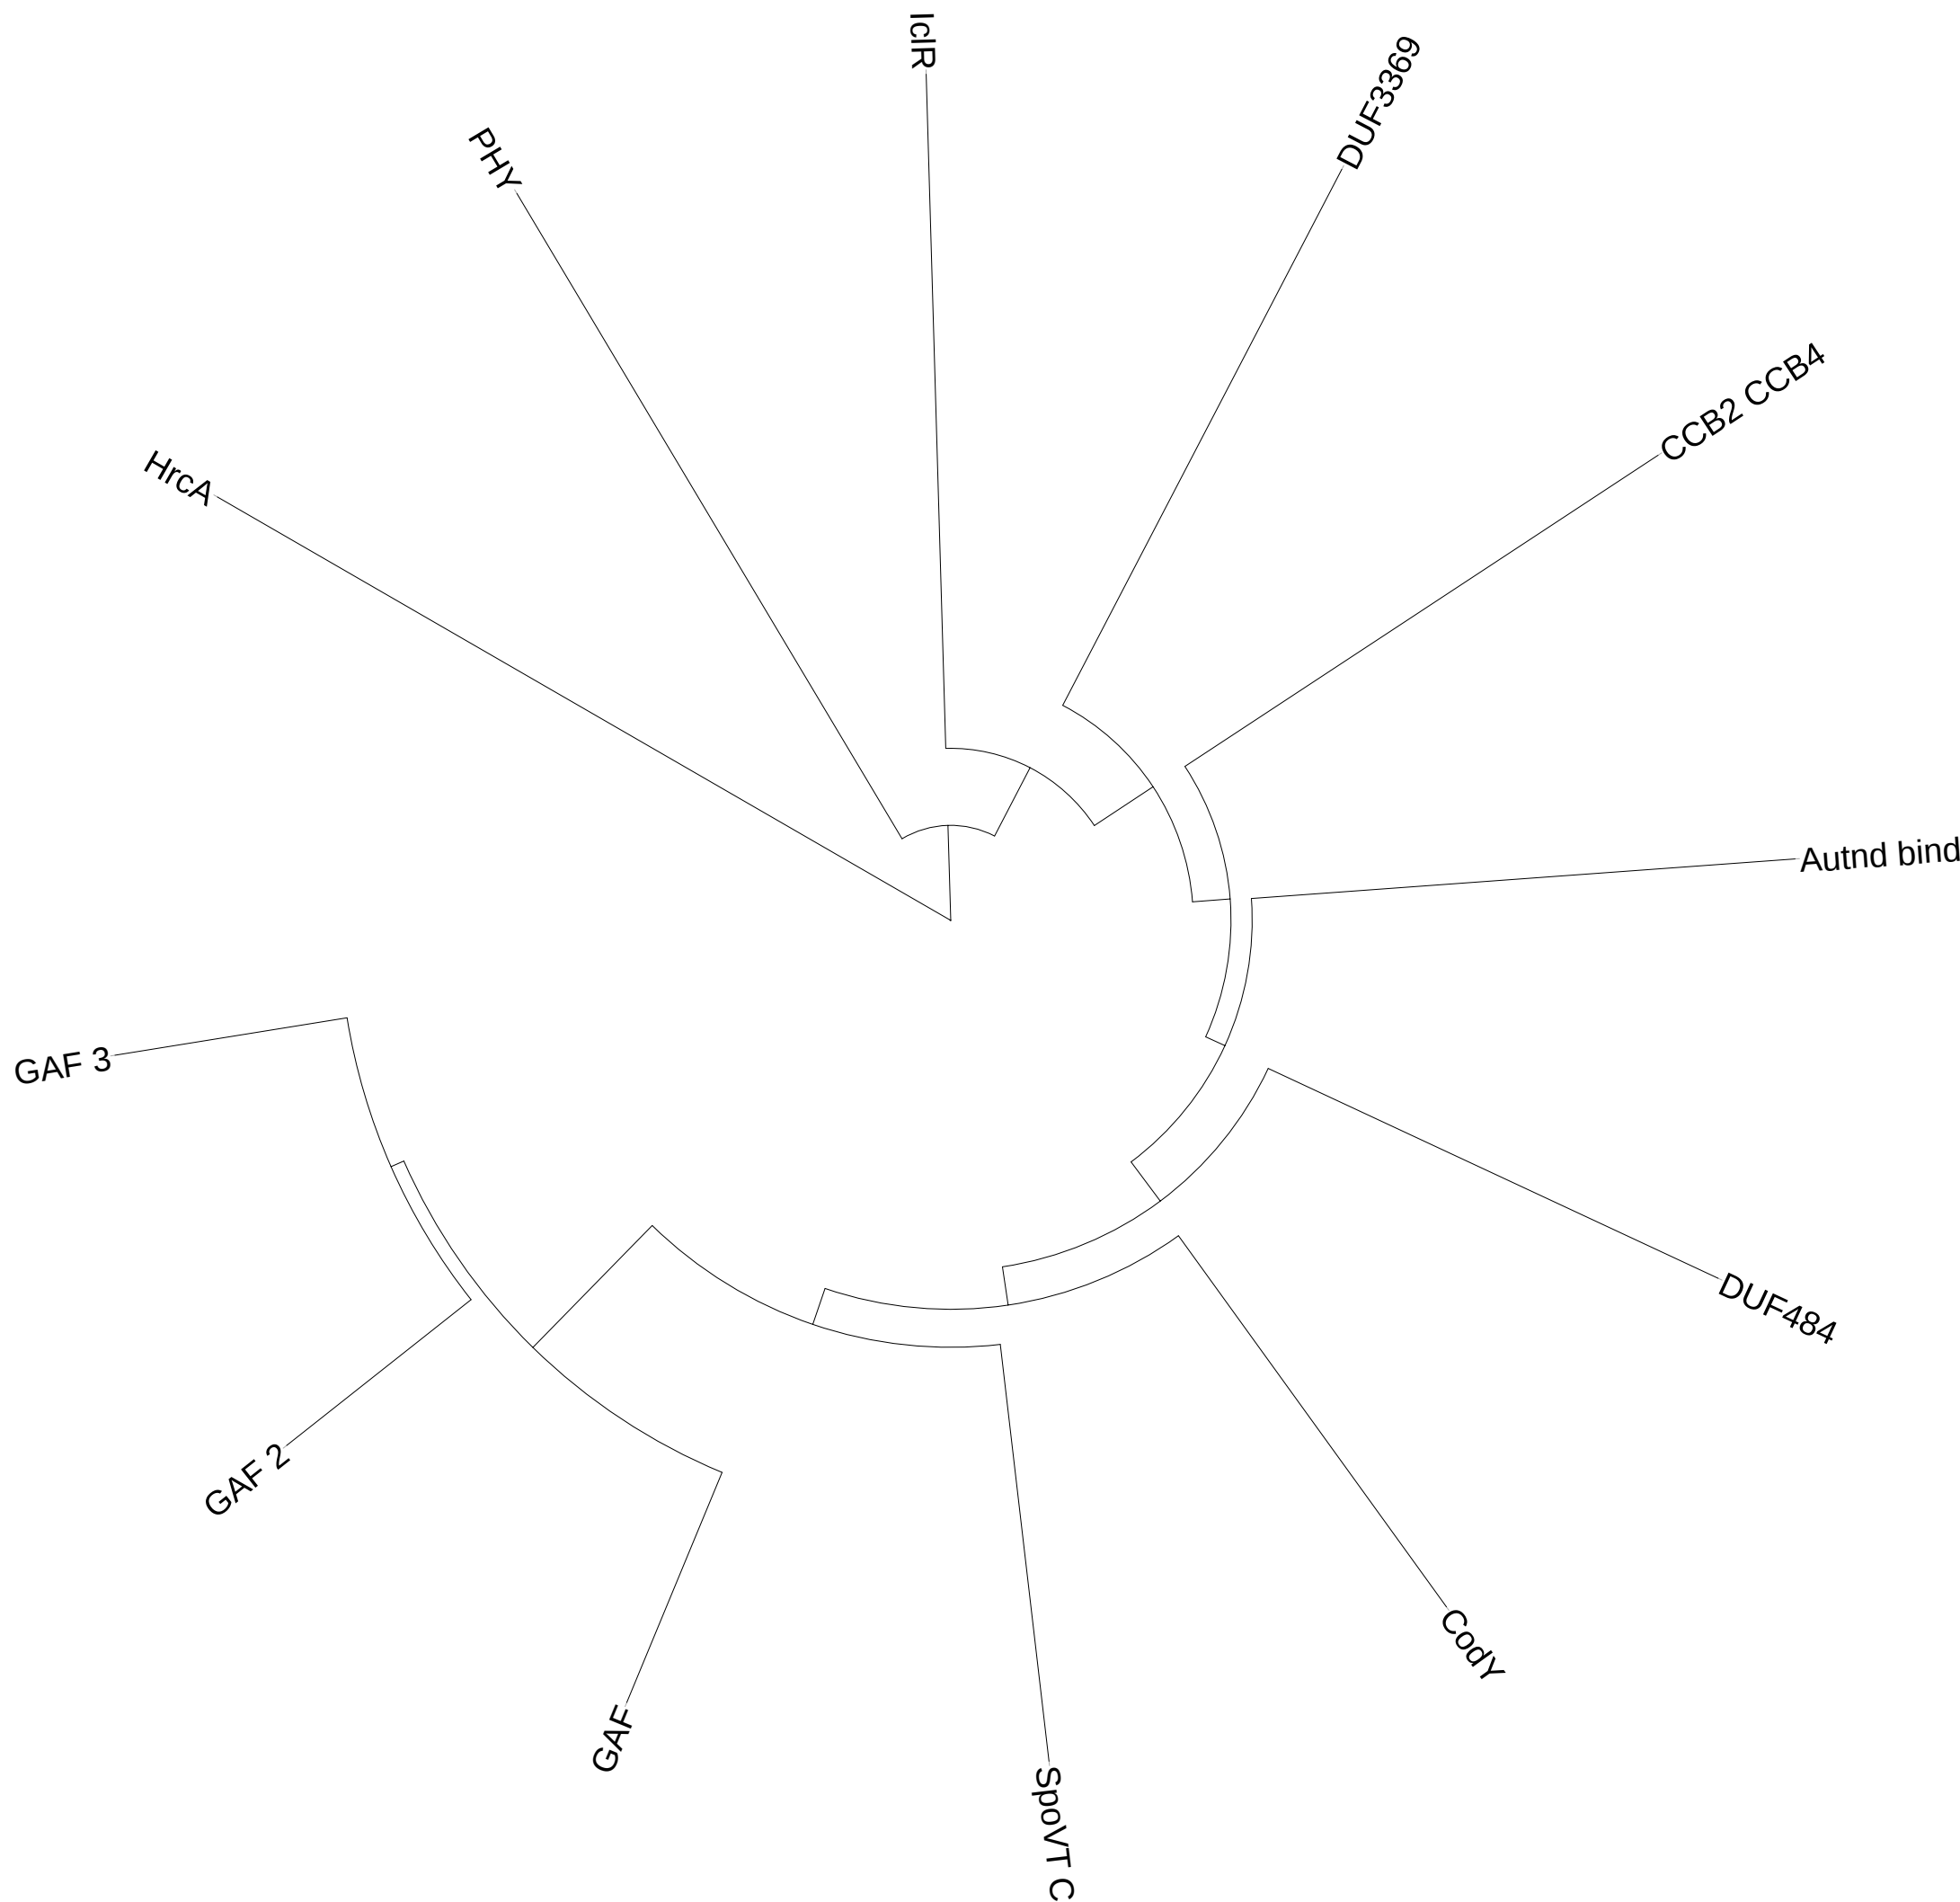 IclR
DUF3369
PHY
CCB2 CCB4
HrcA
Autnd bind
GAF 3
DUF484
GAF 2
CodY
GAF
SpoVT C